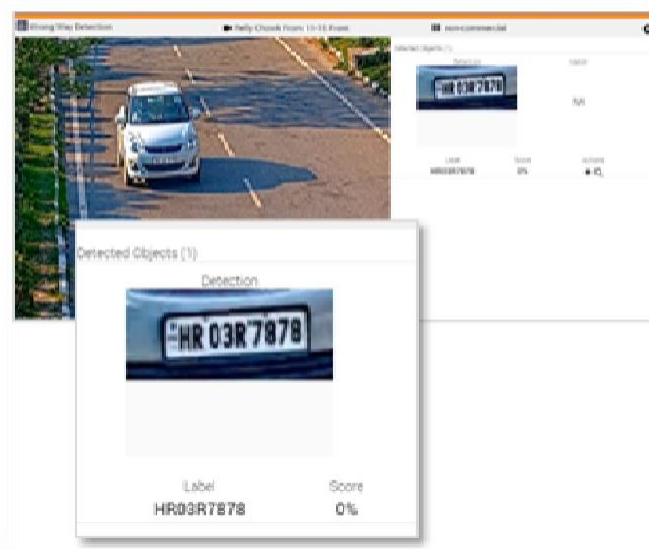 Wrong Way Detection
non-commercial
Detected Objects (1)
Detection
HR 03R 7878
Label
Score
HR03R7878
0%
Detected Objects (1)
Detection
HR 03R 7878
Label
Score
HR03R7878
0%